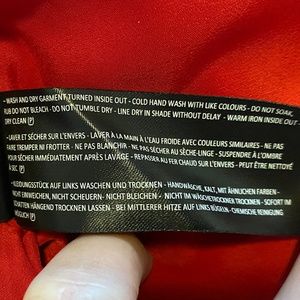 - WASH AND DRY GARMENT TURNED INSIDE OUT - COLD HAND WASH WITH LIKE COLOURS - DO NOT SOAK,
RUB DO NOT BLEACH - DO NOT TUMBLE DRY - LINE DRY IN SHADE WITHOUT DELAY - WARM IRON INSIDE OUT -
DRY CLEAN P
- LAVER ET SÉCHER SUR L'ENVERS - LAVER À LA MAIN À L'EAU FROIDE AVEC COULEURS SIMILAIRES - NE PAS
FAIRE TREMPER NI FROTTER - NE PAS BLANCHIR - NE PAS SÉCHER AU SÈCHE-LINGE - SUSPENDRE À L'OMBRE
POUR SÉCHER IMMÉDIATEMENT APRÈS LAVAGE - REPASSER AU FER CHAUD SUR L'ENVERS - PEUT ÊTRE NETTOYÉ
À SEC P
KLEIDUNGSSTÜCK AUF LINKS WASCHEN UND TROCKNEN - HANDWÄSCHE, KALT, MIT ÄHNLICHEN FARBEN -
NICHT EINWEICHEN, NICHT SCHEUERN - NICHT BLEICHEN - NICHT IM WÄSCHETROCKNER TROCKNEN - SOFORT IM
SCHATTEN HÄNGEND TROCKNEN LASSEN - BEI MITTLERER HITZE AUF LINKS BÜGELN - CHEMISCHE REINIGUNG
MÖGLICH P